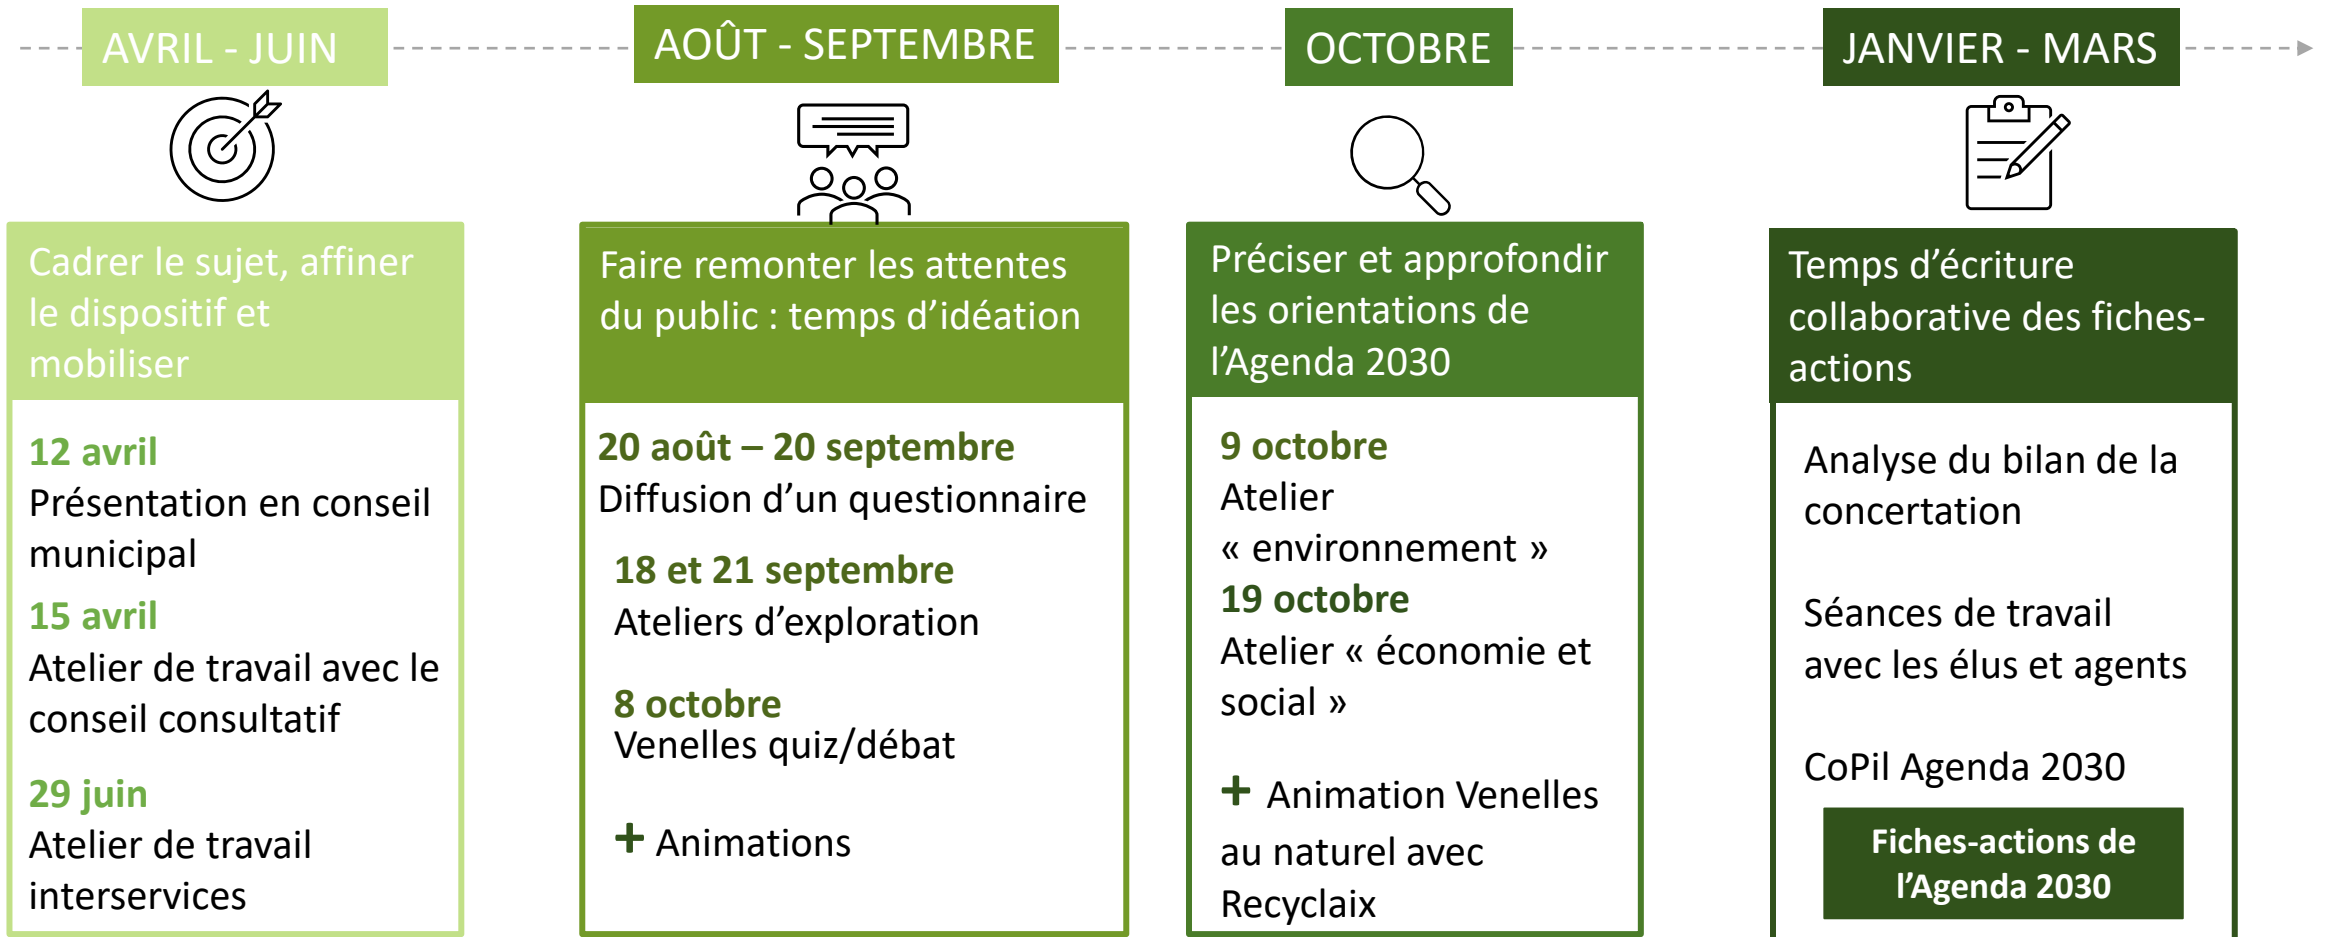 AVRIL - JUIN
Cadrer le sujet, affiner
le dispositif et
mobiliser
12 avril
Présentation en conseil
municipal
15 avril
Atelier de travail avec le
conseil consultatif
29 juin
Atelier de travail
interservices
AOÛT - SEPTEMBRE
Faire remonter les attentes
du public : temps d’idéation
20 août – 20 septembre
Diffusion d’un questionnaire
18 et 21 septembre
Ateliers d’exploration
8 octobre
Venelles quiz/débat
+ Animations
OCTOBRE
Préciser et approfondir
les orientations de
l’Agenda 2030
9 octobre
Atelier
« environnement »
19 octobre
Atelier « économie et
social »
+ Animation Venelles
au naturel avec
Recyclaix
JANVIER - MARS
Temps d’écriture
collaborative des fiches-
actions
Analyse du bilan de la
concertation
Séances de travail
avec les élus et agents
CoPil Agenda 2030
Fiches-actions de
l’Agenda 2030